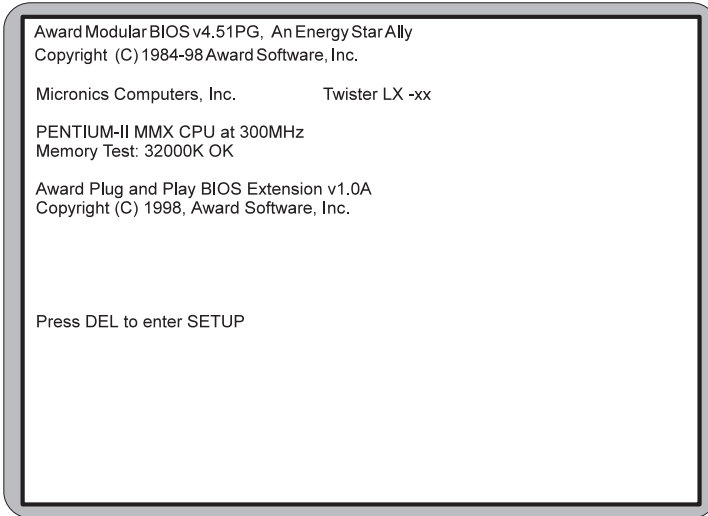 Award Modular BIOS v4.51PG, An Energy Star Ally
Copyright (C) 1984-98 Award Software, Inc.
Micronics Computers, Inc. Twister LX -xx
PENTIUM-II MMX CPU at 300MHz
Memory Test: 32000K OK
Award Plug and Play BIOS Extension v1.0A
Copyright (C) 1998, Award Software, Inc.
Press DEL to enter SETUP